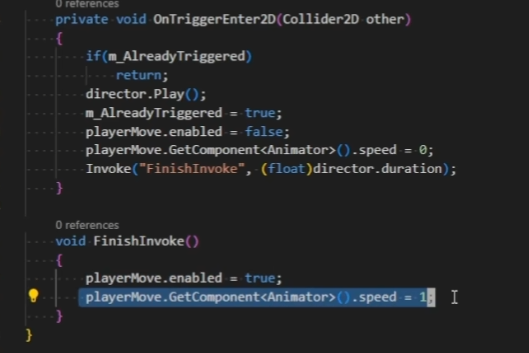 0 references
private void OnTriggerEnter2D(Collider2D other)
{
if(m_AlreadyTriggered)
return;
director.Play();
m_AlreadyTriggered = true;
playerMove.enabled = false;
playerMove.GetComponent<Animator>().speed = 0;
Invoke("FinishInvoke", (float)director.duration);
}
0 references
void FinishInvoke()
{
playerMove.enabled = true;
playerMove.GetComponent<Animator>().speed = 1;
}
}